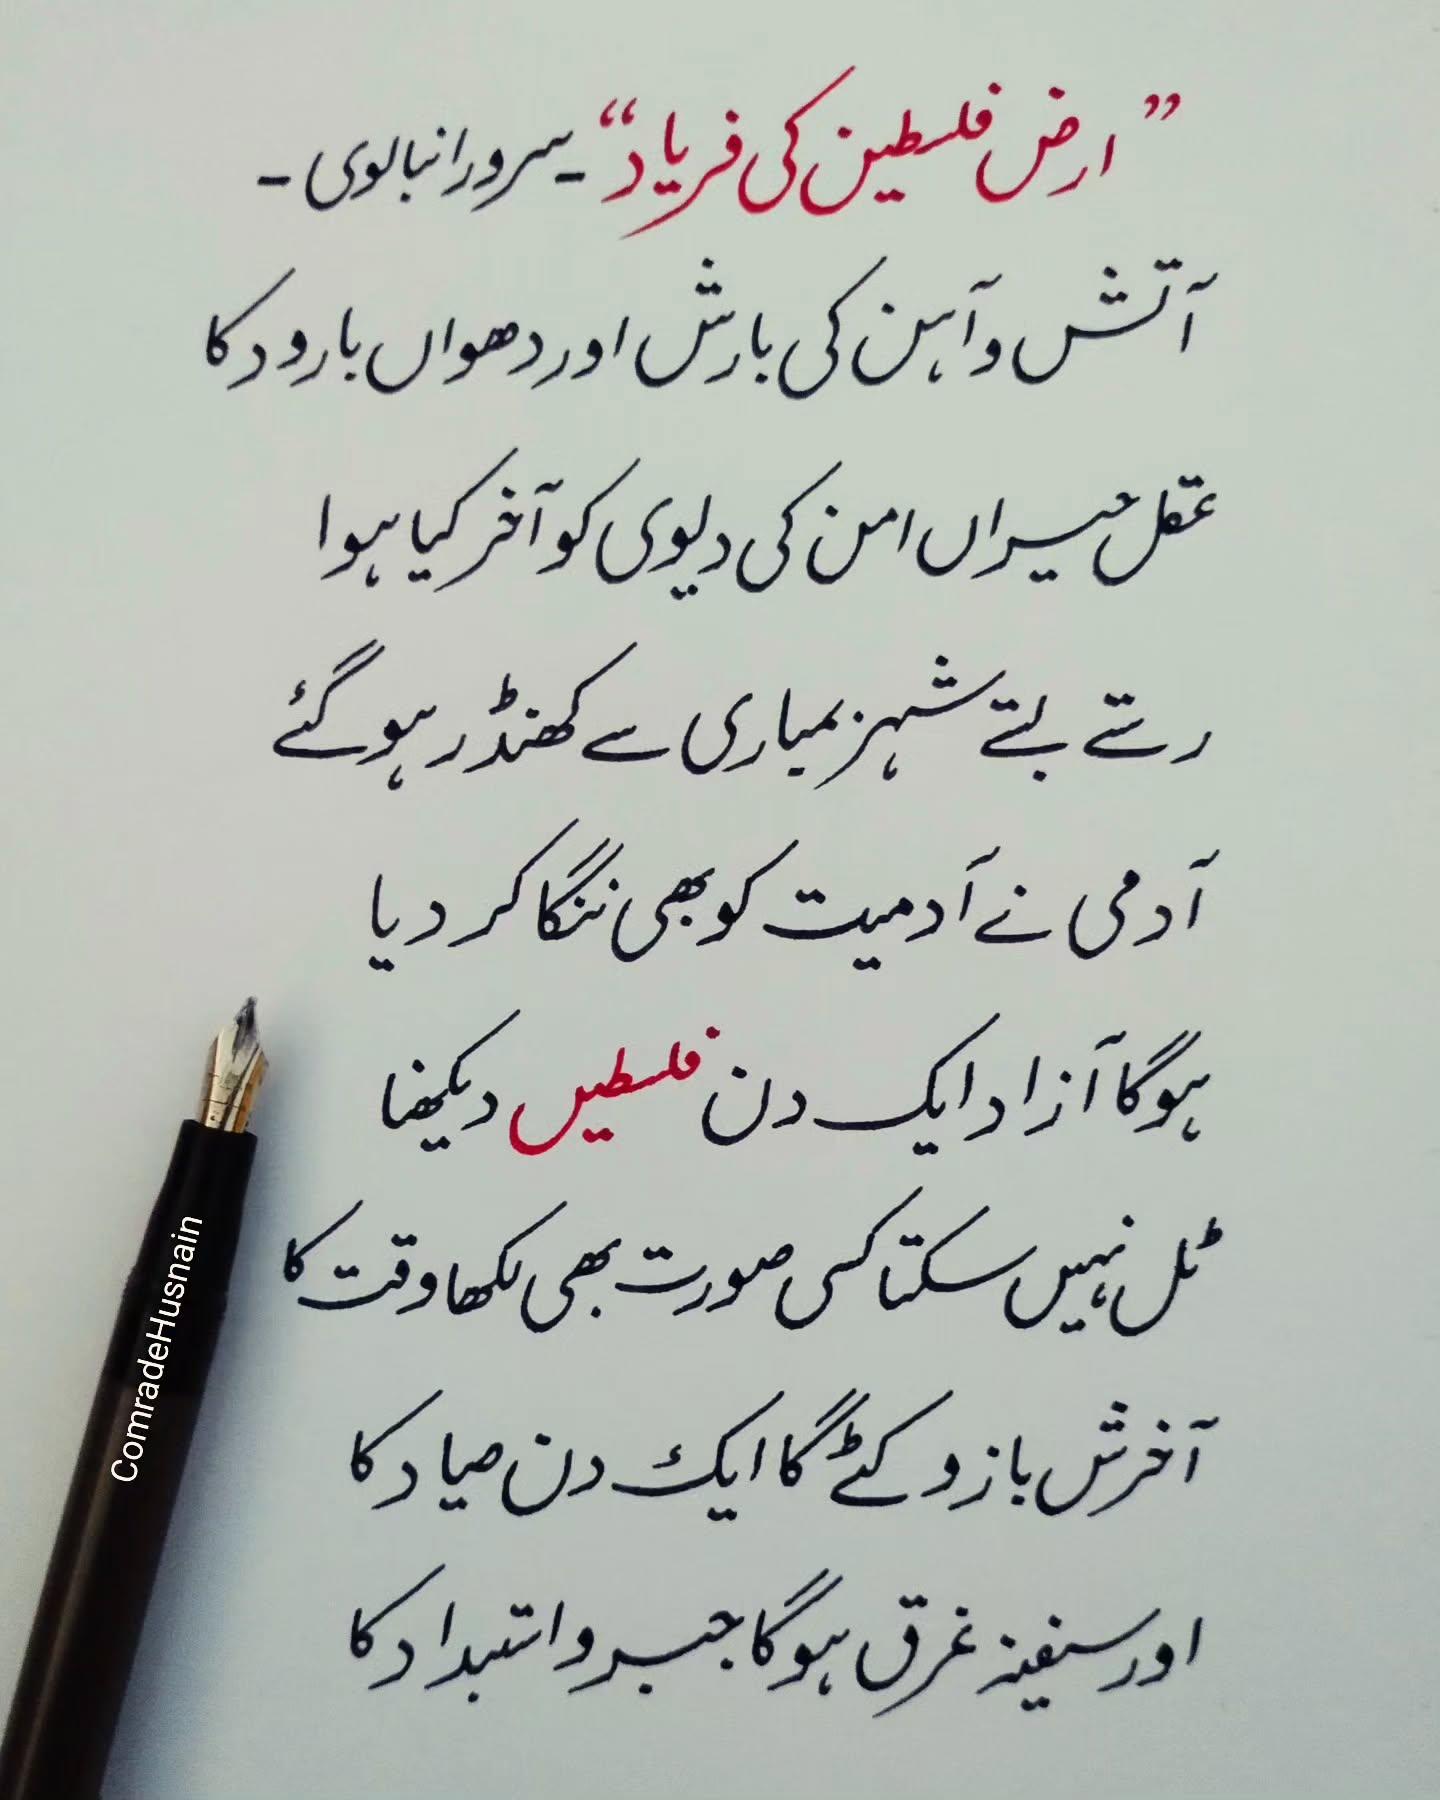 ”ارضِ فلسطین کی فریاد“ ۔ سرور انبالوی ۔
آتش و آہن کی بارش اور دھواں بارود کا
عقل حیراں امن کی دیوی کو آخر کیا ہوا
رستے بستے شہر بمباری سے کھنڈر ہو گئے
آدمی نے آدمیت کو بھی ننگا کر دیا
ہو گا آزاد ایک دن فلسطیں دیکھنا
ٹل نہیں سکتا کسی صورت بھی لکھا وقت کا
آخرش بازو کٹے گا ایک دن صیاد کا
اور سفینہ غرق ہو گا جبر و استبداد کا
ComradeHusnain